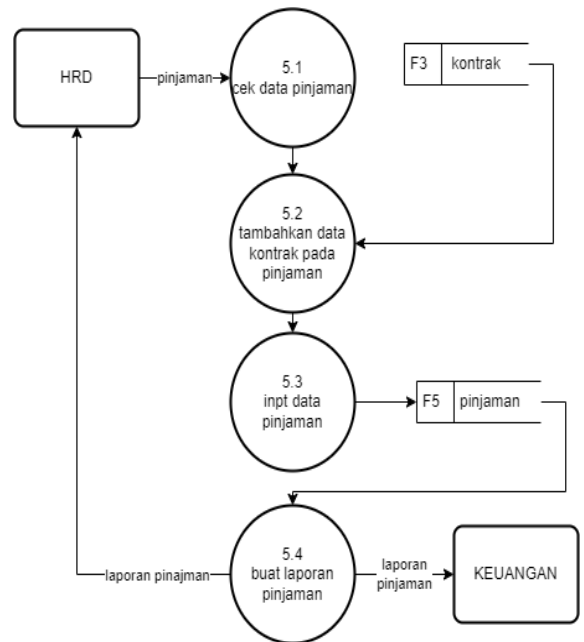 HRD
pinjaman
5.1
cek data pinjaman
F3
kontrak
5.2
tambahkan data
kontrak pada
pinjaman
5.3
inpt data
pinjaman
F5
pinjaman
5.4
buat laporan
pinjaman
laporan pinajman
laporan
pinjaman
KEUANGAN